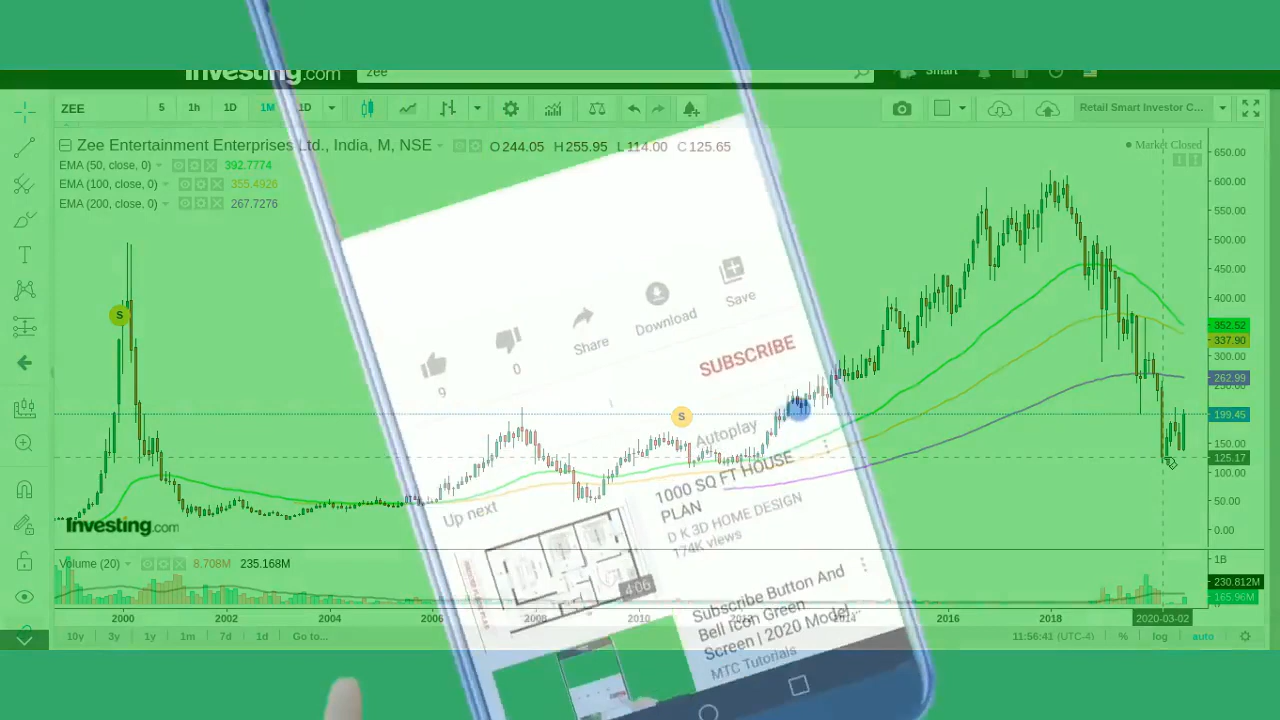 Investing.com
zee
Smart
ZEE
5
1h
1D
1M
1D
Retail Smart Investor C...
Zee Entertainment Enterprises Ltd., India, M, NSE
O244.05 H255.95 L114.00 C125.65
Market Closed
EMA (50, close, 0)
392.7774
EMA (100, close, 0)
355.4926
EMA (200, close, 0)
267.7276
650.00
600.00
550.00
500.00
450.00
400.00
352.52
337.90
300.00
262.99
199.45
150.00
125.17
100.00
50.00
0.00
S
S
9
0
Share
Download
Save
SUBSCRIBE
Autoplay
Up next
1000 SQ FT HOUSE
PLAN
D K 3D HOME DESIGN
174K views
4:06
Subscribe Button And
Bell Icon Green
Screen | 2020 Model...
MTC Tutorials
Investing.com
Volume (20)
8.708M
235.168M
1B
230.812M
165.96M
2000
2002
2004
2006
2008
2010
2012
2014
2016
2018
2020-03-02
10y
3y
1y
1m
7d
1d
Go to...
11:56:41 (UTC-4)
%
log
auto